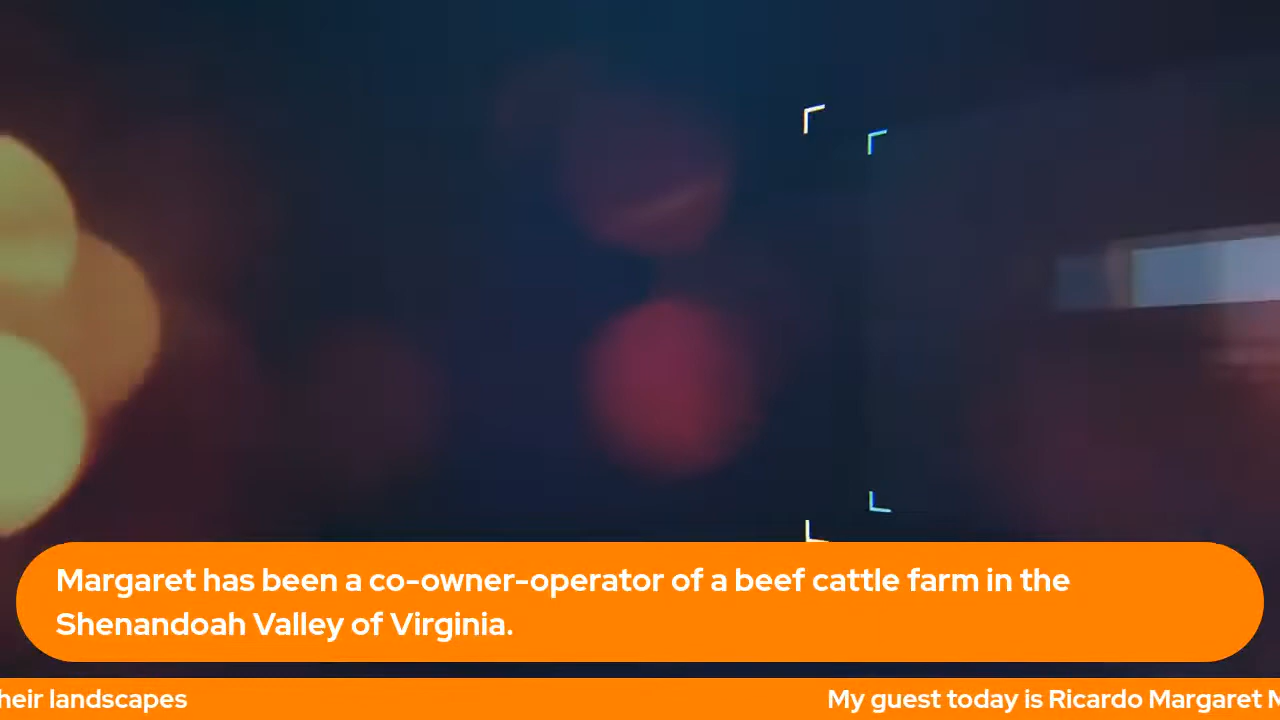 Margaret has been a co-owner-operator of a beef cattle farm in the
Shenandoah Valley of Virginia.
heir landscapes
My guest today is Ricardo Margaret